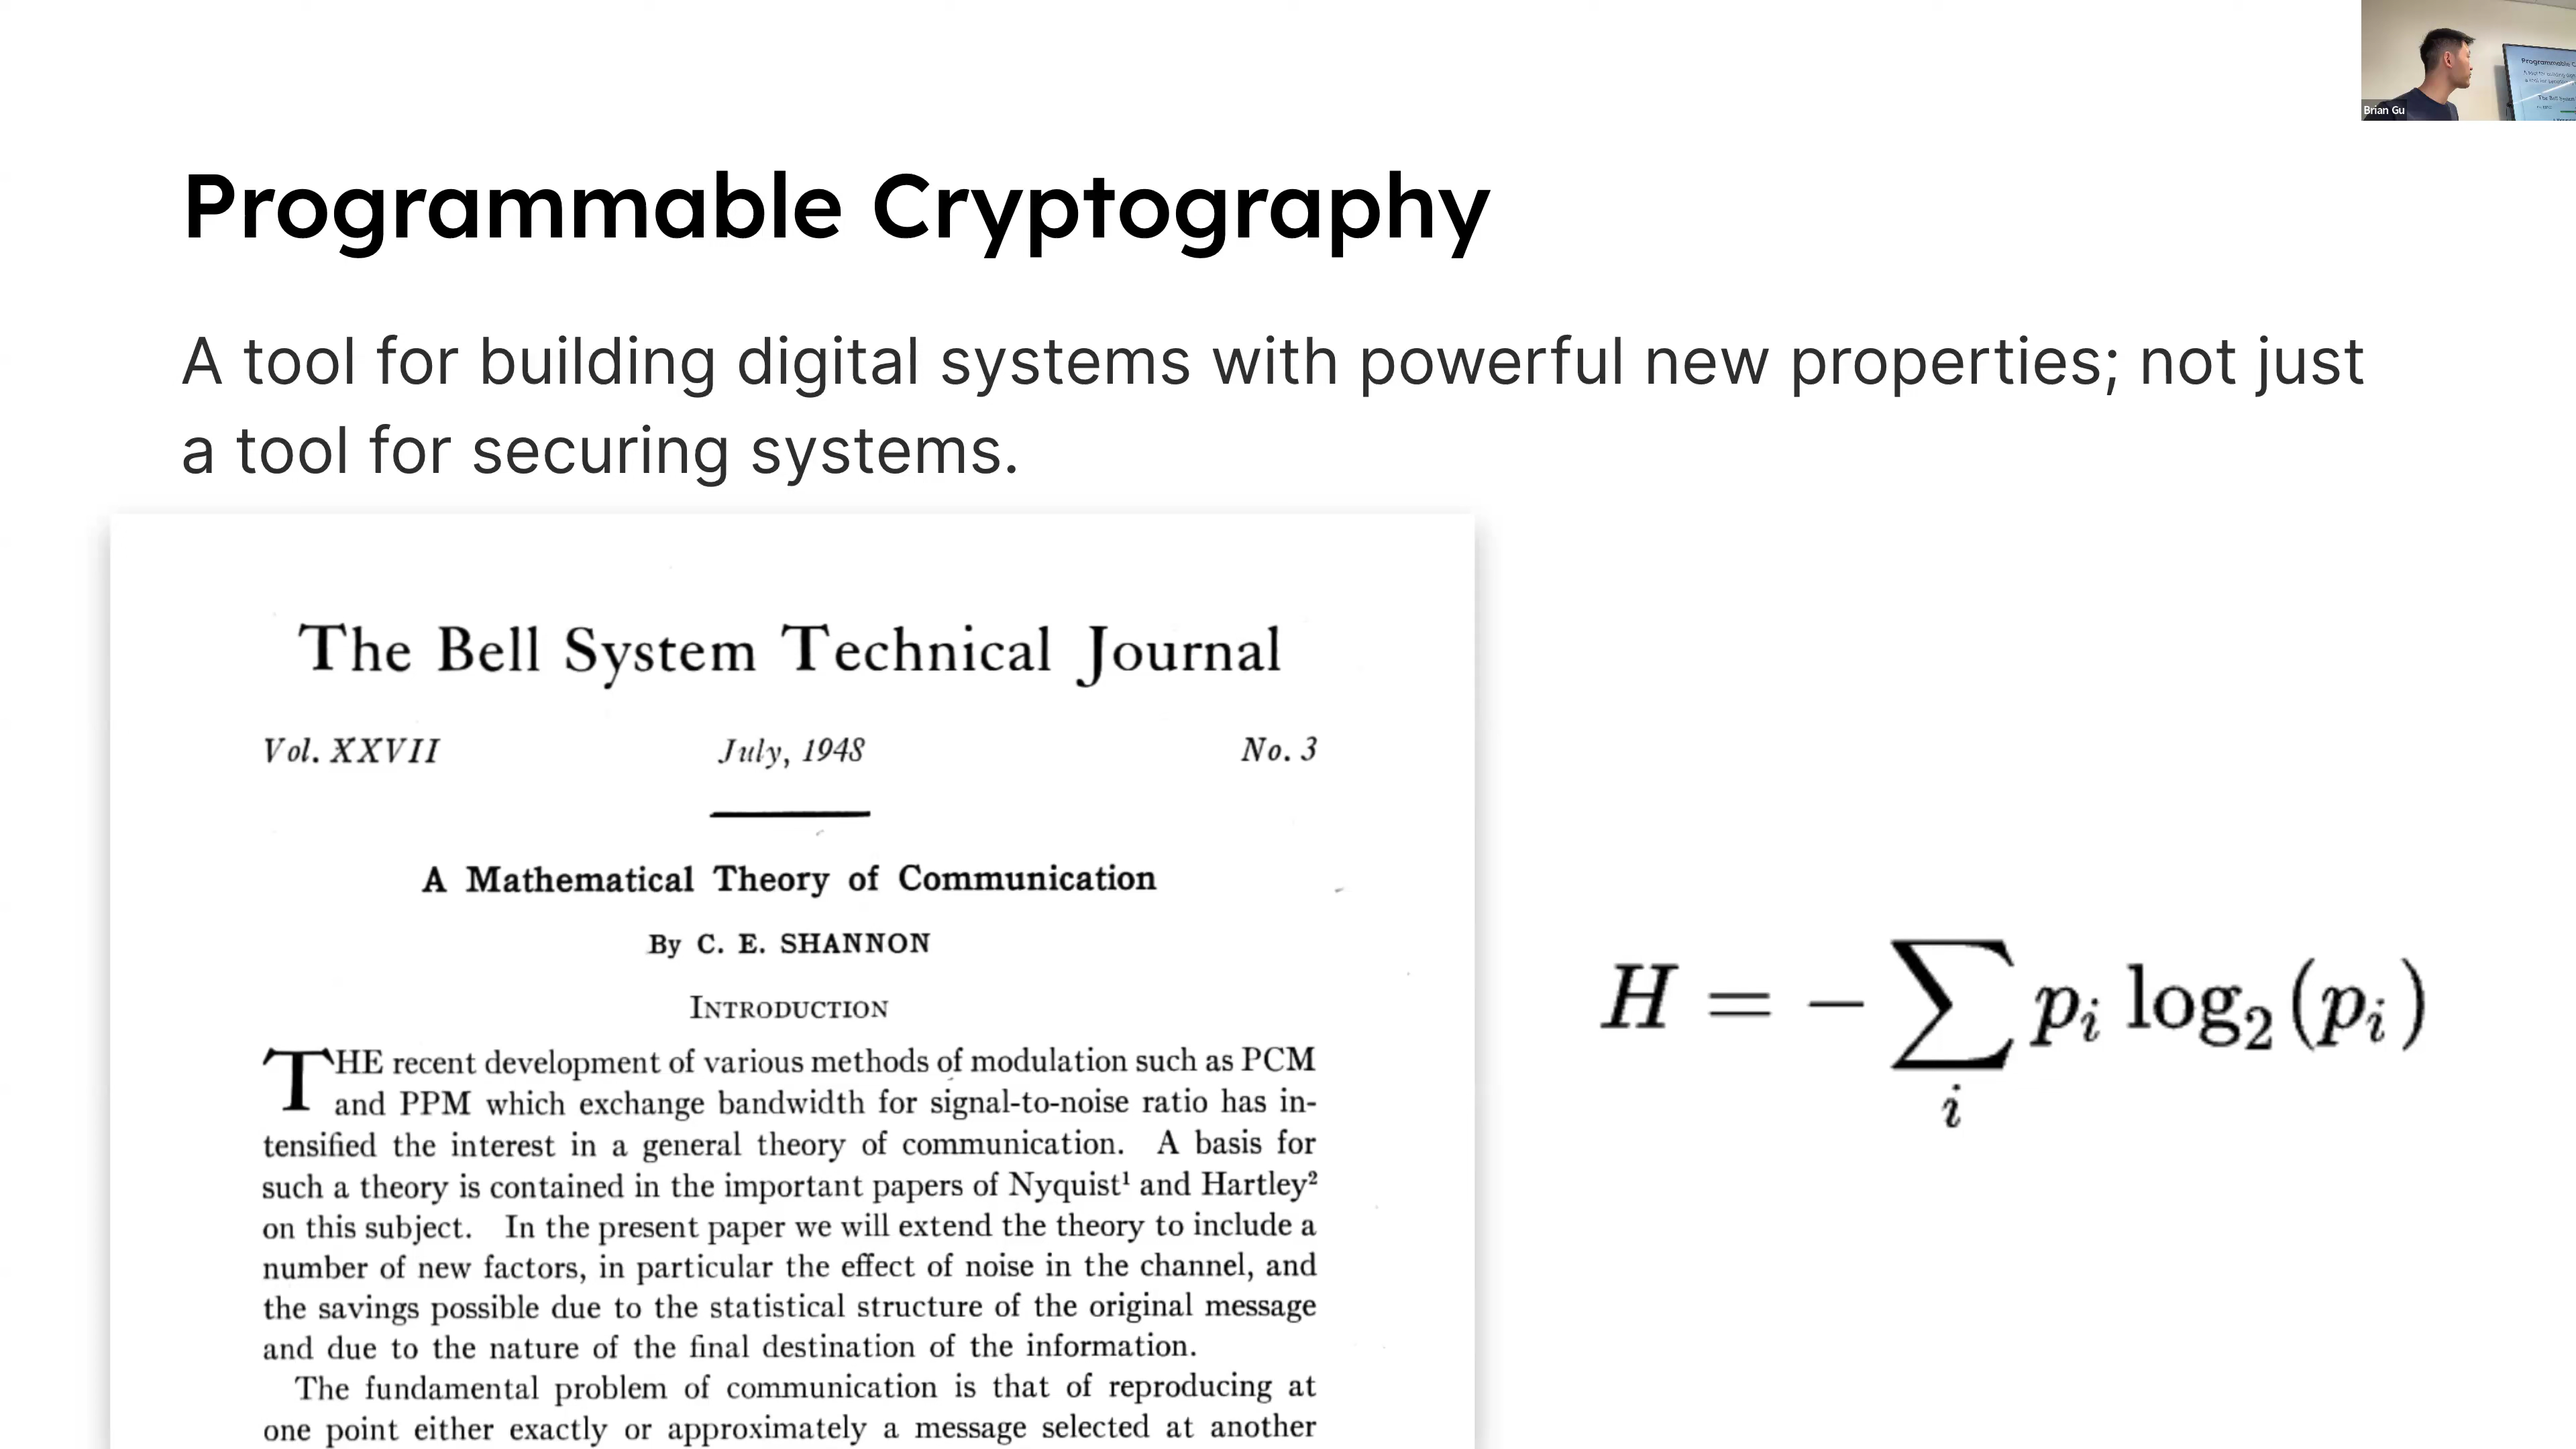 Programmable Cryptography
A tool for building digital systems with powerful new properties; not just
a tool for securing systems.
The Bell System Technical Journal
Vol. XXVII July, 1948 No. 3
A Mathematical Theory of Communication
By C. E. SHANNON
INTRODUCTION
THE recent development of various methods of modulation such as PCM
and PPM which exchange bandwidth for signal-to-noise ratio has in-
tensified the interest in a general theory of communication. A basis for
such a theory is contained in the important papers of Nyquist¹ and Hartley²
on this subject. In the present paper we will extend the theory to include a
number of new factors, in particular the effect of noise in the channel, and
the savings possible due to the statistical structure of the original message
and due to the nature of the final destination of the information.
The fundamental problem of communication is that of reproducing at
one point either exactly or approximately a message selected at another
H = − ∑ᵢ pᵢ log₂(pᵢ)
Brian Gu
Programmable C